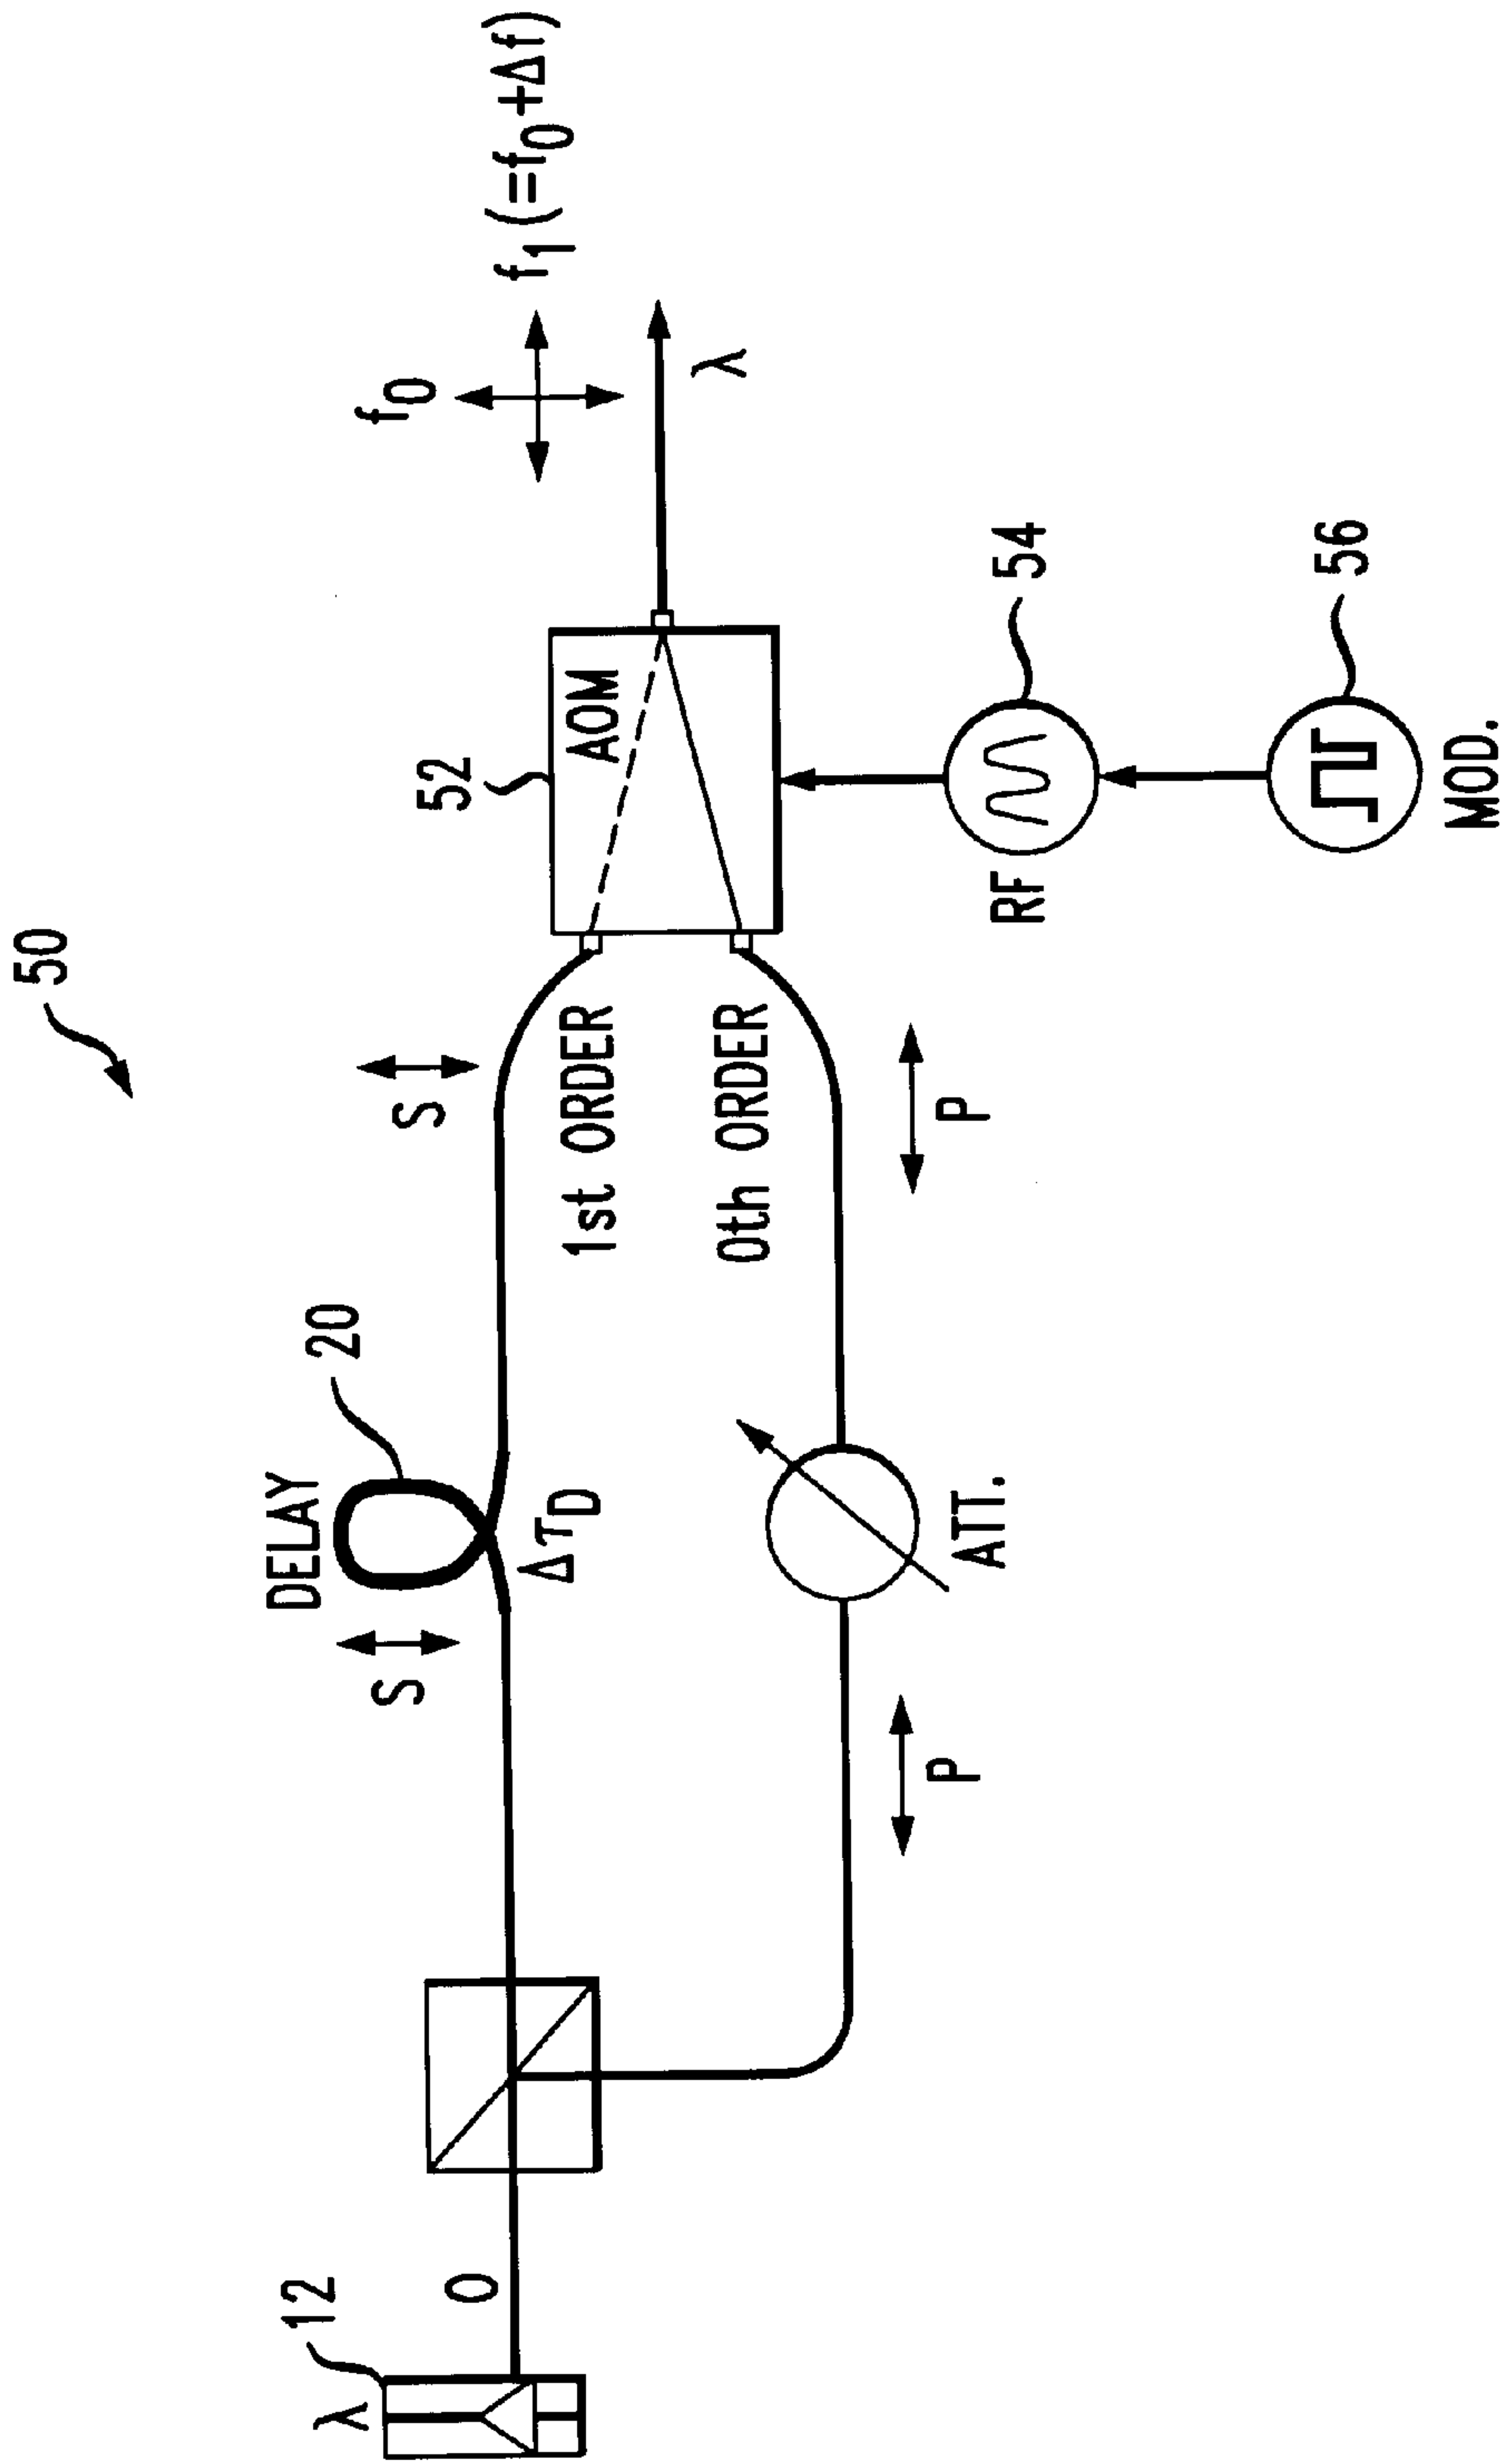 50
λ
12
O
S
DELAY
20
ΔτD
S
1st ORDER
0th ORDER
P
ATT.
P
52
AOM
f0
f1 (=f0+Δf)
λ
RF
54
56
MOD.